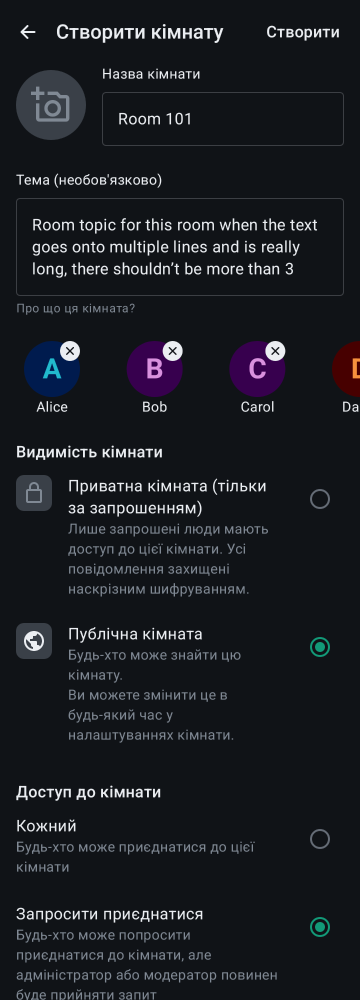 Створити кімнату
Створити
Назва кімнати
Room 101
Тема (необов'язково)
Room topic for this room when the text
goes onto multiple lines and is really
long, there shouldn’t be more than 3
Про що ця кімната?
A
B
C
D
Alice
Bob
Carol
Da
Видимість кімнати
Приватна кімната (тільки
за запрошенням)
Лише запрошені люди мають
доступ до цієї кімнати. Усі
повідомлення захищені
наскрізним шифруванням.
Публічна кімната
Будь-хто може знайти цю
кімнату.
Ви можете змінити це в
будь-який час у
налаштуваннях кімнати.
Доступ до кімнати
Кожний
Будь-хто може приєднатися до цієї
кімнати
Запросити приєднатися
Будь-хто може попросити
приєднатися до кімнати, але
адміністратор або модератор повинен
буде прийняти запит